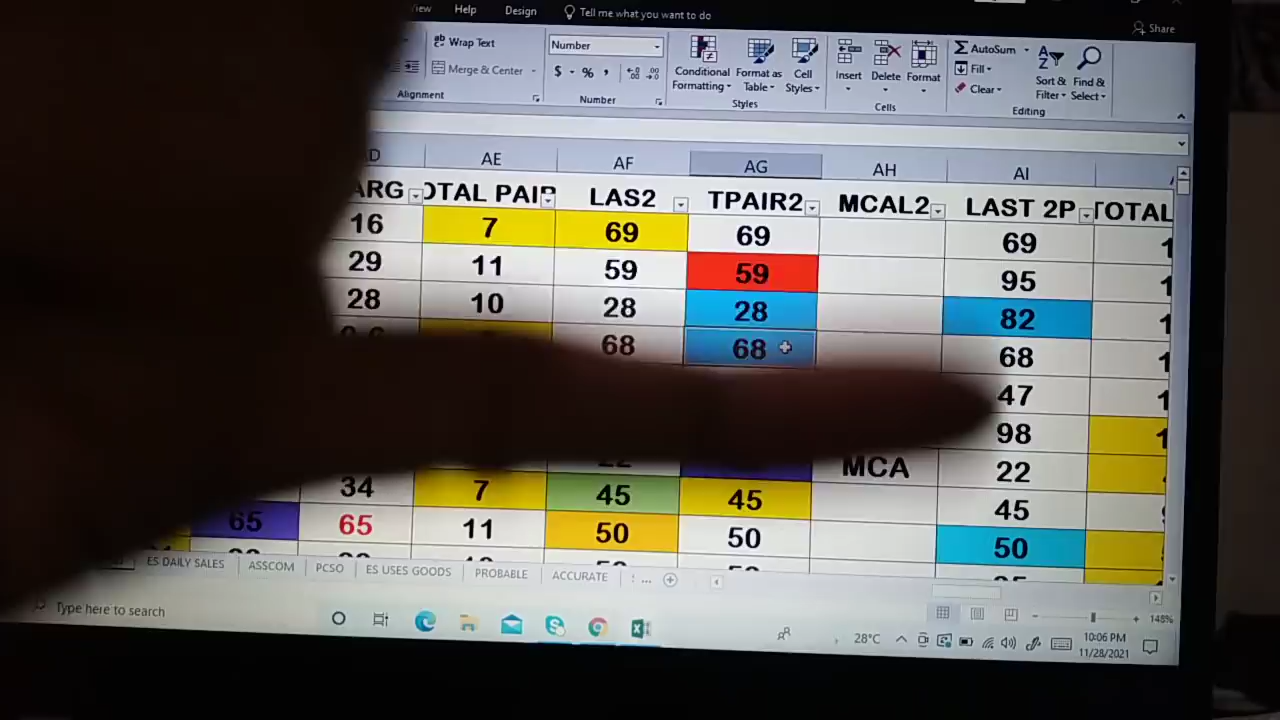 Help Design Tell me what you want to do
Share
Wrap Text Number AutoSum
Merge & Center $ % , Conditional Formatting Format as Table Cell Styles Insert Delete Format Fill Clear Sort & Filter Find & Select
Alignment Number Styles Cells Editing
AE AF AG AH AI
LAS2 TPAIR2 MCAL2 LAST 2P TOTAL
16 7 69 69 69
29 11 59 59 95
28 10 28 28 82
68 68 68
47
98
MCA 22
34 7 45 45 45
65 65 11 50 50 50
ES DAILY SALES ASSCOM PCSO ES USES GOODS PROBABLE ACCURATE
148%
Type here to search 28°C 10:06 PM
11/28/2021